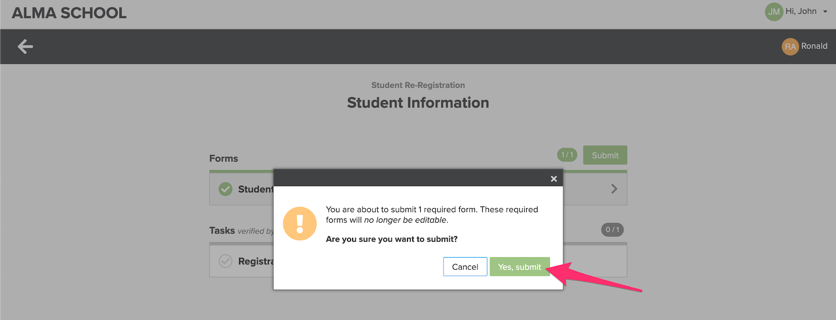 ALMA SCHOOL
JM Hi, John
RA Ronald
Student Re-Registration
Student Information
Forms
1/1 Submit
Student
You are about to submit 1 required form. These required
forms will no longer be editable.
Are you sure you want to submit?
Tasks verified by
0/1
Registra
Cancel Yes, submit